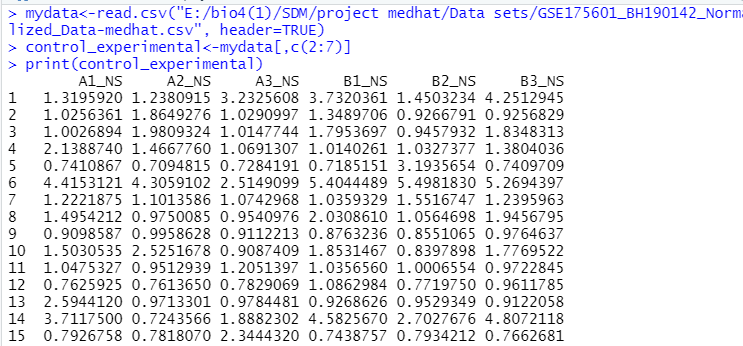 > mydata<-read.csv("E:/bio4(1)/SDM/project medhat/Data sets/GSE175601_BH190142_Norma
lized_Data-medhat.csv", header=TRUE)
> control_experimental<-mydata[,c(2:7)]
> print(control_experimental)
A1_NS A2_NS A3_NS B1_NS B2_NS B3_NS
1 1.3195920 1.2380915 3.2325608 3.7320361 1.4503234 4.2512945
2 1.0256361 1.8649276 1.0290997 1.3489706 0.9266791 0.9256829
3 1.0026894 1.9809324 1.0147744 1.7953697 0.9457932 1.8348313
4 2.1388740 1.4667760 1.0691307 1.0140261 1.0327377 1.3804036
5 0.7410867 0.7094815 0.7284191 0.7185151 3.1935654 0.7409709
6 4.4153121 4.3059102 2.5149099 5.4044489 5.4981830 5.2694397
7 1.2221875 1.1013586 1.0742968 1.0359329 1.5516747 1.2395963
8 1.4954212 0.9750085 0.9540976 2.0308610 1.0564698 1.9456795
9 0.9098587 0.9958628 0.9112213 0.8763236 0.8551065 0.9764637
10 1.5030535 2.5251678 0.9087409 1.8531467 0.8397898 1.7769522
11 1.0475327 0.9512939 1.2051397 1.0356560 1.0006554 0.9722845
12 0.7625925 0.7613650 0.7829069 1.0862984 0.7719750 0.9611785
13 2.5944120 0.9713301 0.9784481 0.9268626 0.9529349 0.9122058
14 3.7117500 0.7243566 1.8882302 4.5825670 2.7027676 4.8072118
15 0.7926758 0.7818070 2.3444320 0.7438757 0.7934212 0.7662681